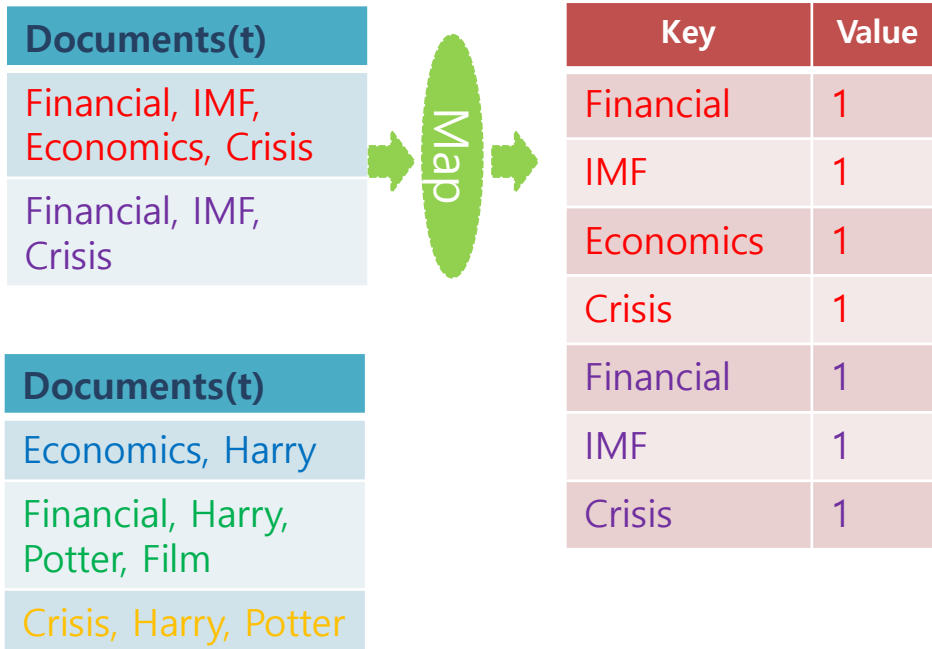 Documents(t)
Financial, IMF,
Economics, Crisis
Financial, IMF,
Crisis
Map
Key Value
Financial 1
IMF 1
Economics 1
Crisis 1
Financial 1
IMF 1
Crisis 1
Documents(t)
Economics, Harry
Financial, Harry,
Potter, Film
Crisis, Harry, Potter